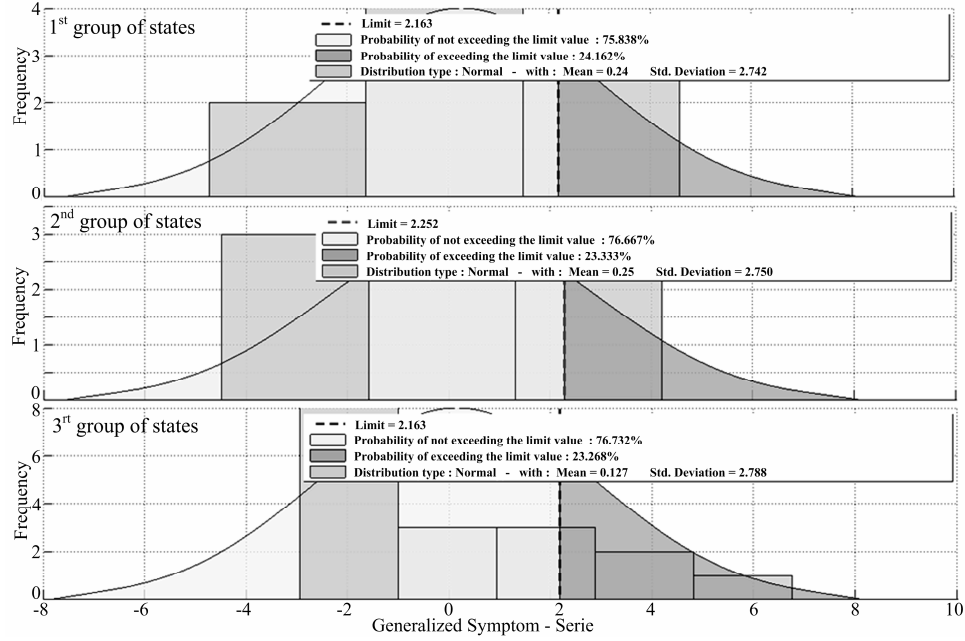 1st group of states
Limit = 2.163
Probability of not exceeding the limit value : 75.838%
Probability of exceeding the limit value : 24.162%
Distribution type : Normal - with : Mean = 0.24 Std. Deviation = 2.742
Frequency
4
3
2
1
0
2nd group of states
Limit = 2.252
Probability of not exceeding the limit value : 76.667%
Probability of exceeding the limit value : 23.333%
Distribution type : Normal - with : Mean = 0.25 Std. Deviation = 2.750
Frequency
3
2
1
0
3rt group of states
Limit = 2.163
Probability of not exceeding the limit value : 76.732%
Probability of exceeding the limit value : 23.268%
Distribution type : Normal - with : Mean = 0.127 Std. Deviation = 2.788
Frequency
8
6
4
2
0
-8 -6 -4 -2 0 2 4 6 8 10
Generalized Symptom - Serie